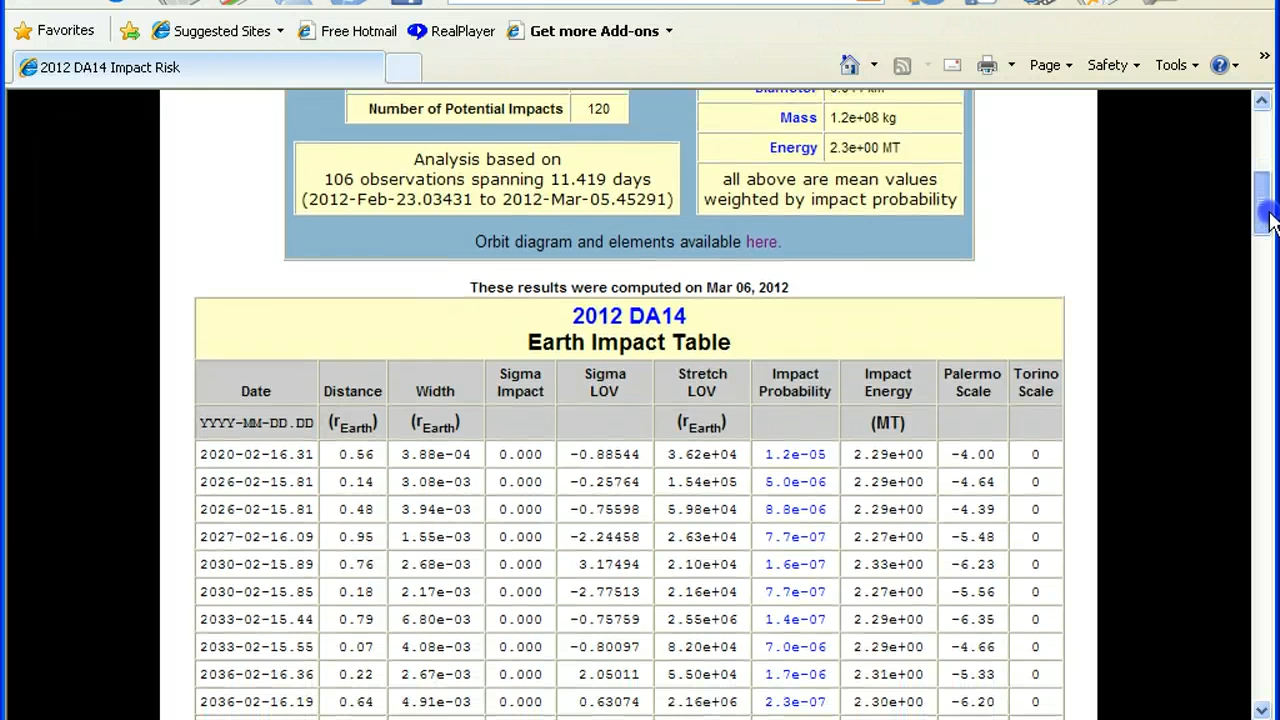 Favorites Suggested Sites Free Hotmail RealPlayer Get more Add-ons
2012 DA14 Impact Risk Page Safety Tools
Number of Potential Impacts 120
Analysis based on
106 observations spanning 11.419 days
(2012-Feb-23.03431 to 2012-Mar-05.45291)
Mass 1.2e+08 kg
Energy 2.3e+00 MT
all above are mean values
weighted by impact probability
Orbit diagram and elements available here.
These results were computed on Mar 06, 2012
2012 DA14
Earth Impact Table
Date Distance Width Sigma Impact Sigma LOV Stretch LOV Impact Probability Impact Energy Palermo Scale Torino Scale
YYYY-MM-DD.DD (rEarth) (rEarth) (rEarth) (MT)
2020-02-16.31 0.56 3.88e-04 0.000 -0.88544 3.62e+04 1.2e-05 2.29e+00 -4.00 0
2026-02-15.81 0.14 3.08e-03 0.000 -0.25764 1.54e+05 5.0e-06 2.29e+00 -4.64 0
2026-02-15.81 0.48 3.94e-03 0.000 -0.75598 5.98e+04 8.8e-06 2.29e+00 -4.39 0
2027-02-16.09 0.95 1.55e-03 0.000 -2.24458 2.63e+04 7.7e-07 2.27e+00 -5.48 0
2030-02-15.89 0.76 2.68e-03 0.000 3.17494 2.10e+04 1.6e-07 2.33e+00 -6.23 0
2030-02-15.85 0.18 2.17e-03 0.000 -2.77513 2.16e+04 7.7e-07 2.27e+00 -5.56 0
2033-02-15.44 0.79 6.80e-03 0.000 -0.75759 2.55e+06 1.4e-07 2.29e+00 -6.35 0
2033-02-15.55 0.07 4.08e-03 0.000 -0.80097 8.20e+04 7.0e-06 2.29e+00 -4.66 0
2036-02-16.36 0.22 2.67e-03 0.000 2.05011 5.50e+04 1.7e-06 2.31e+00 -5.33 0
2036-02-16.19 0.64 4.91e-03 0.000 0.63074 2.16e+06 2.3e-07 2.30e+00 -6.20 0